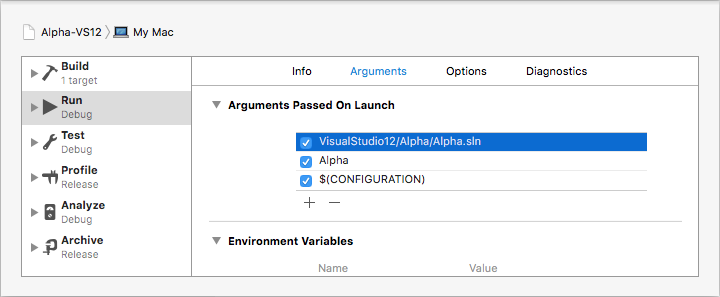 Alpha-VS12 My Mac
Build
1 target
Run
Debug
Test
Debug
Profile
Release
Analyze
Debug
Archive
Release
Info Arguments Options Diagnostics
Arguments Passed On Launch
VisualStudio12/Alpha/Alpha.sln
Alpha
$(CONFIGURATION)
Environment Variables
Name Value